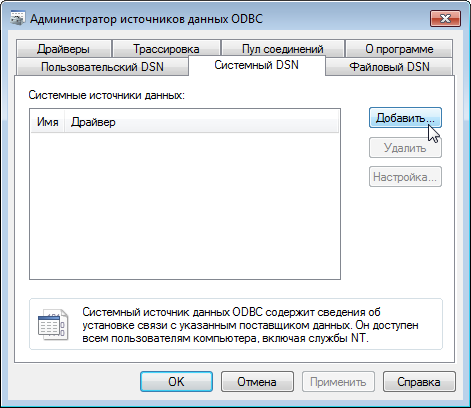 Администратор источников данных ODBC
Драйверы Трассировка Пул соединений О программе
Пользовательский DSN Системный DSN Файловый DSN
Системные источники данных:
Имя Драйвер
Добавить...
Удалить
Настройка...
Системный источник данных ODBC содержит сведения об
установке связи с указанным поставщиком данных. Он доступен
всем пользователям компьютера, включая службы NT.
OK Отмена Применить Справка